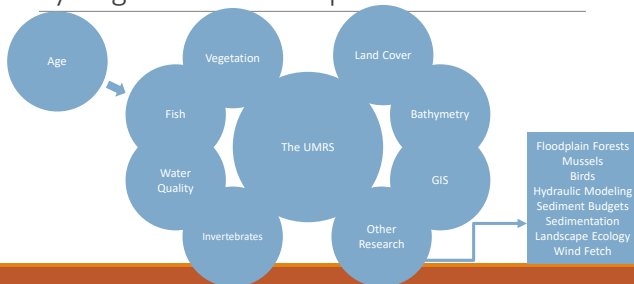 Age
Vegetation
Land Cover
Fish
Bathymetry
The UMRS
Water
Quality
GIS
Invertebrates
Other
Research
Floodplain Forests
Mussels
Birds
Hydraulic Modeling
Sediment Budgets
Sedimentation
Landscape Ecology
Wind Fetch